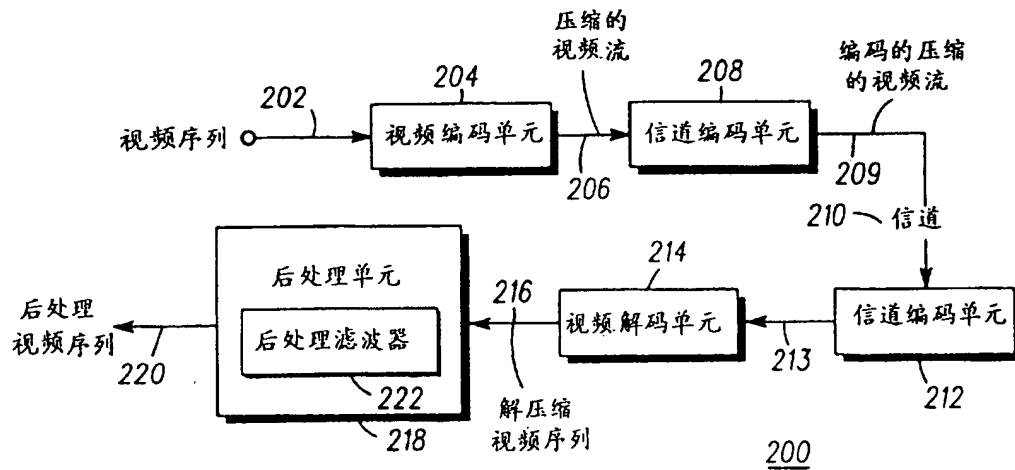 压缩的
视频流
编码的压缩
的视频流
202
204
208
视频序列
视频编码单元
信道编码单元
206
209
210
信道
后处理单元
214
216
后处理
视频序列
后处理滤波器
视频解码单元
信道编码单元
220
222
213
212
218
解压缩
视频序列
200